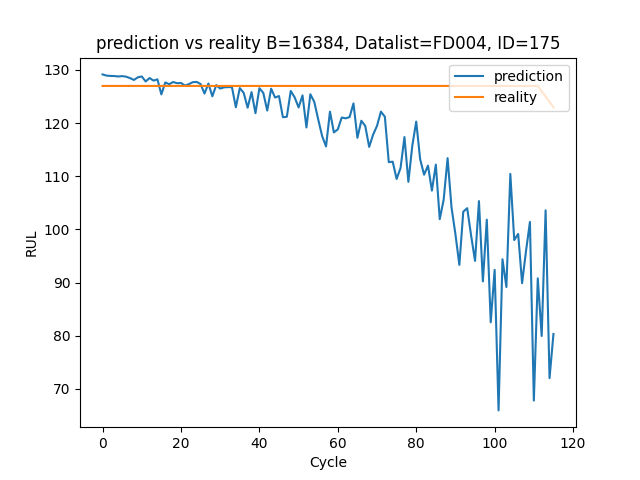 prediction vs reality B=16384, Datalist=FD004, ID=175
prediction
reality
130
120
110
100
90
80
70
RUL
0
20
40
60
80
100
120
Cycle